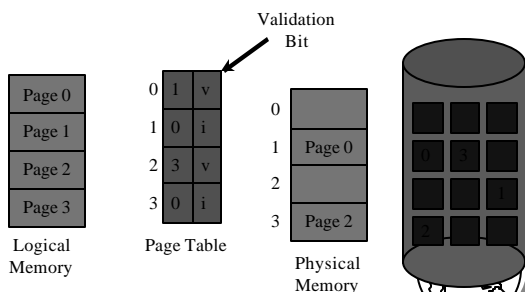 Validation
Bit
Page 0
Page 1
Page 2
Page 3
Logical
Memory
0 1 v
1 0 i
2 3 v
3 0 i
Page Table
0
1 Page 0
2
3 Page 2
Physical
Memory
0 3
1
2